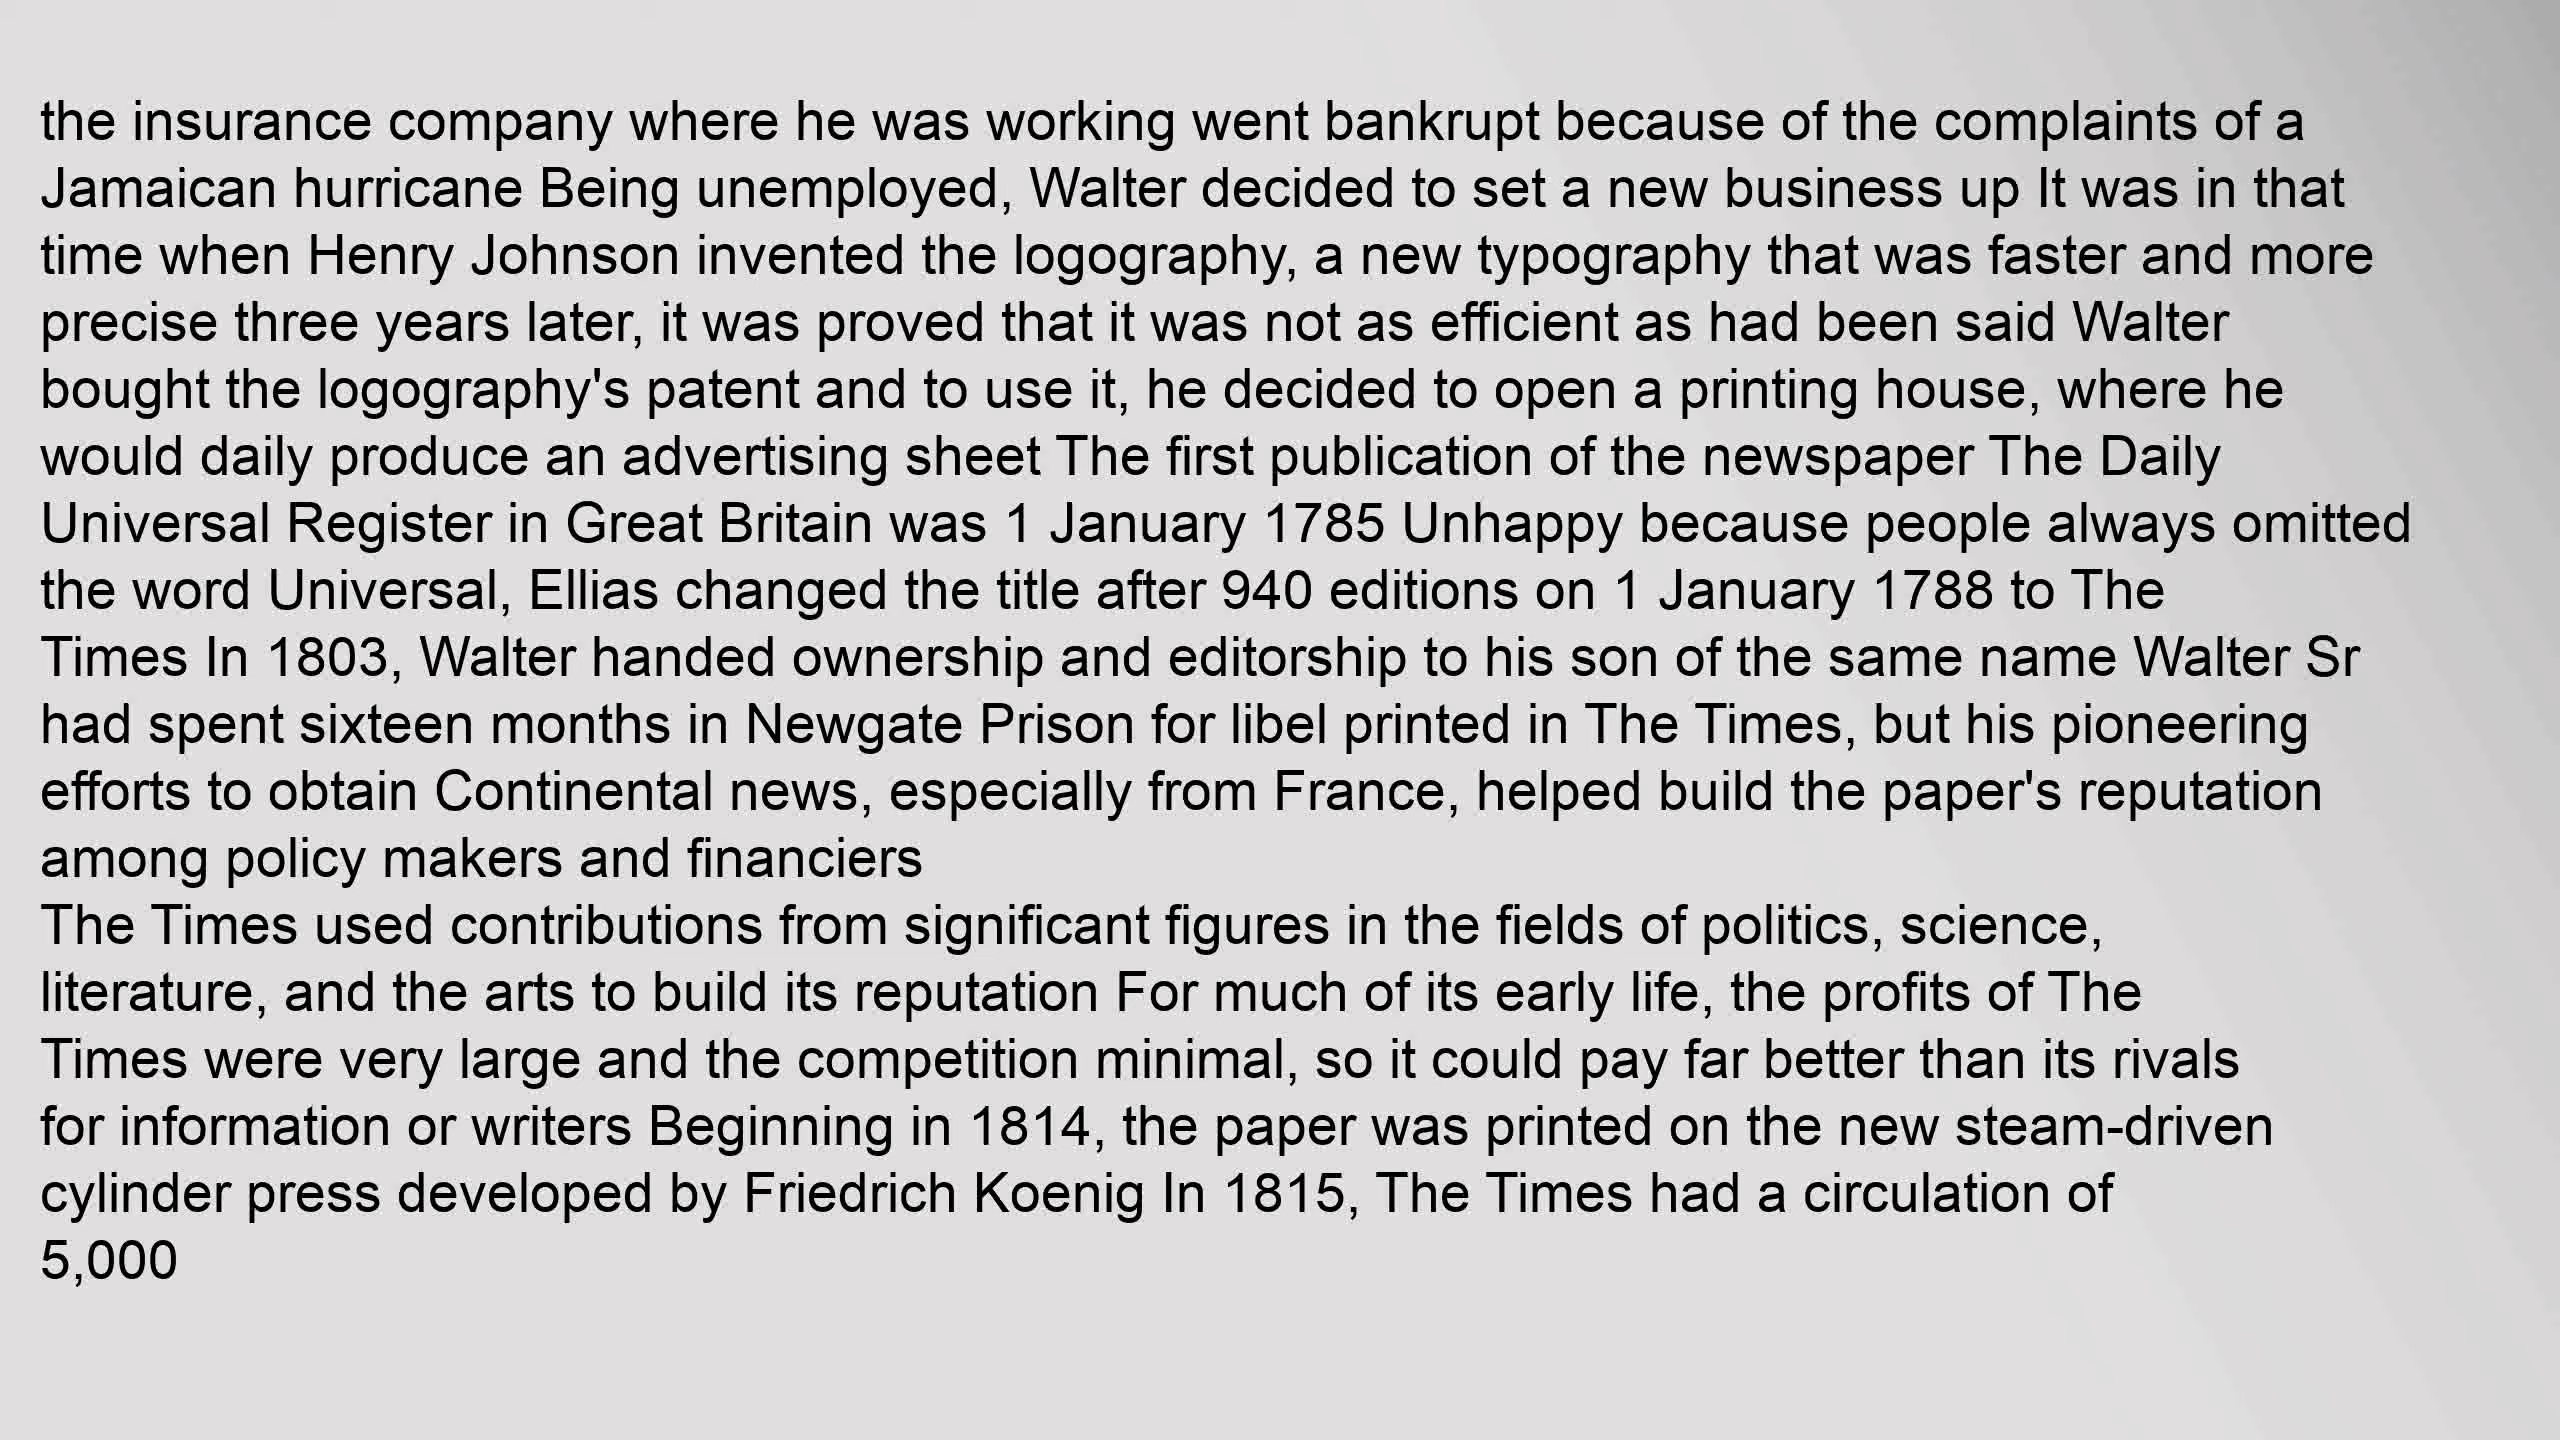 the insurance company where he was working went bankrupt because of the complaints of a
Jamaican hurricane Being unemployed, Walter decided to set a new business up It was in that
time when Henry Johnson invented the logography, a new typography that was faster and more
precise three years later, it was proved that it was not as efficient as had been said Walter
bought the logography's patent and to use it, he decided to open a printing house, where he
would daily produce an advertising sheet The first publication of the newspaper The Daily
Universal Register in Great Britain was 1 January 1785 Unhappy because people always omitted
the word Universal, Ellias changed the title after 940 editions on 1 January 1788 to The
Times In 1803, Walter handed ownership and editorship to his son of the same name Walter Sr
had spent sixteen months in Newgate Prison for libel printed in The Times, but his pioneering
efforts to obtain Continental news, especially from France, helped build the paper's reputation
among policy makers and financiers
The Times used contributions from significant figures in the fields of politics, science,
literature, and the arts to build its reputation For much of its early life, the profits of The
Times were very large and the competition minimal, so it could pay far better than its rivals
for information or writers Beginning in 1814, the paper was printed on the new steam-driven
cylinder press developed by Friedrich Koenig In 1815, The Times had a circulation of
5,000